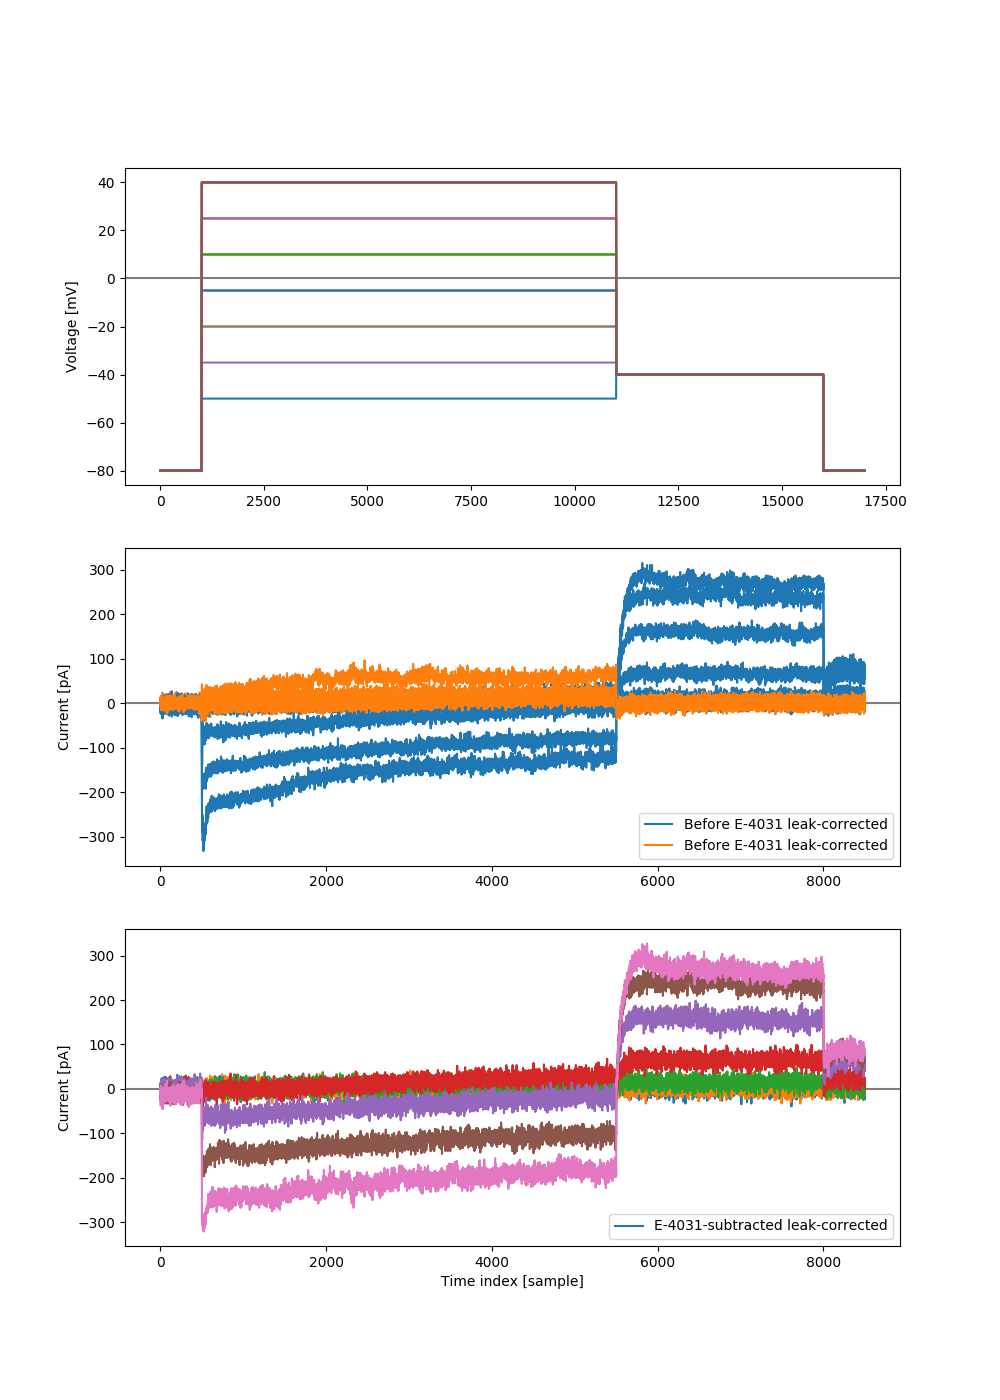 40
20
0
−20
−40
−60
−80
Voltage [mV]
0 2500 5000 7500 10000 12500 15000 17500
300
200
100
0
−100
−200
−300
Current [pA]
Before E-4031 leak-corrected
Before E-4031 leak-corrected
0 2000 4000 6000 8000
300
200
100
0
−100
−200
−300
Current [pA]
E-4031-subtracted leak-corrected
0 2000 4000 6000 8000
Time index [sample]